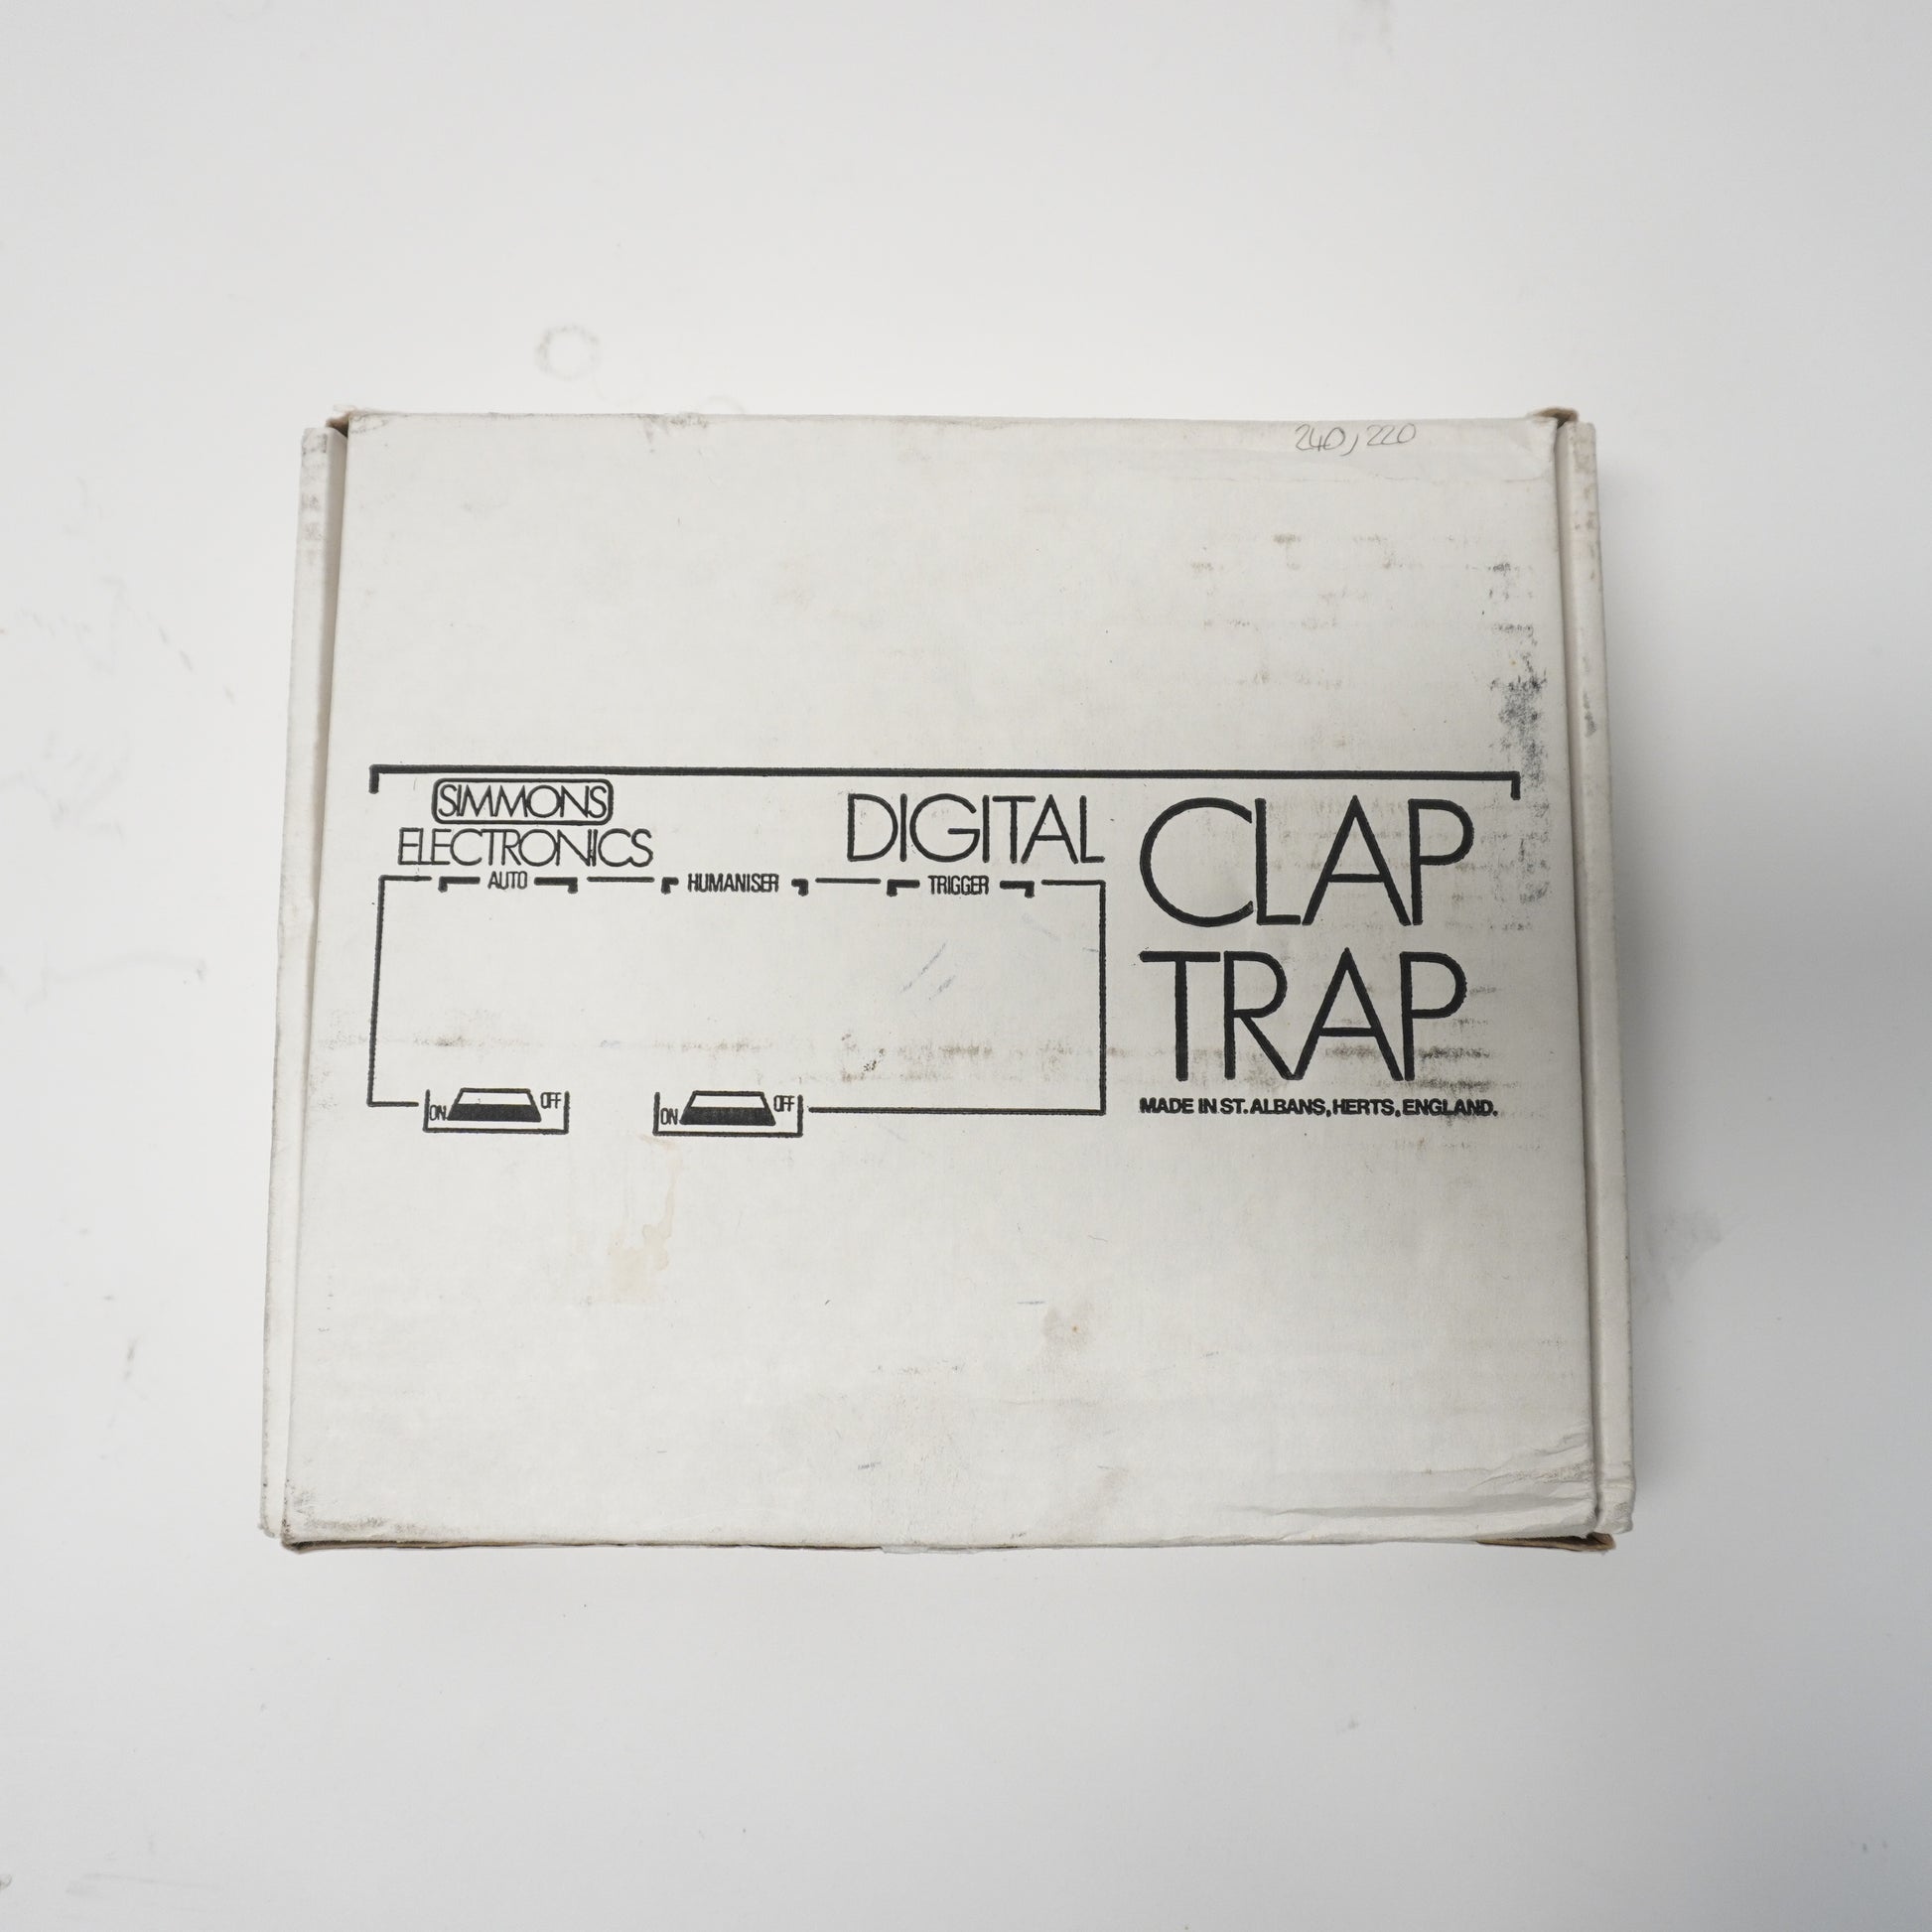 240, 220
SIMMONS
ELECTRONICS
DIGITAL
CLAP
TRAP
AUTO
HUMANISER
TRIGGER
ON OFF
ON OFF
MADE IN ST. ALBANS, HERTS, ENGLAND.